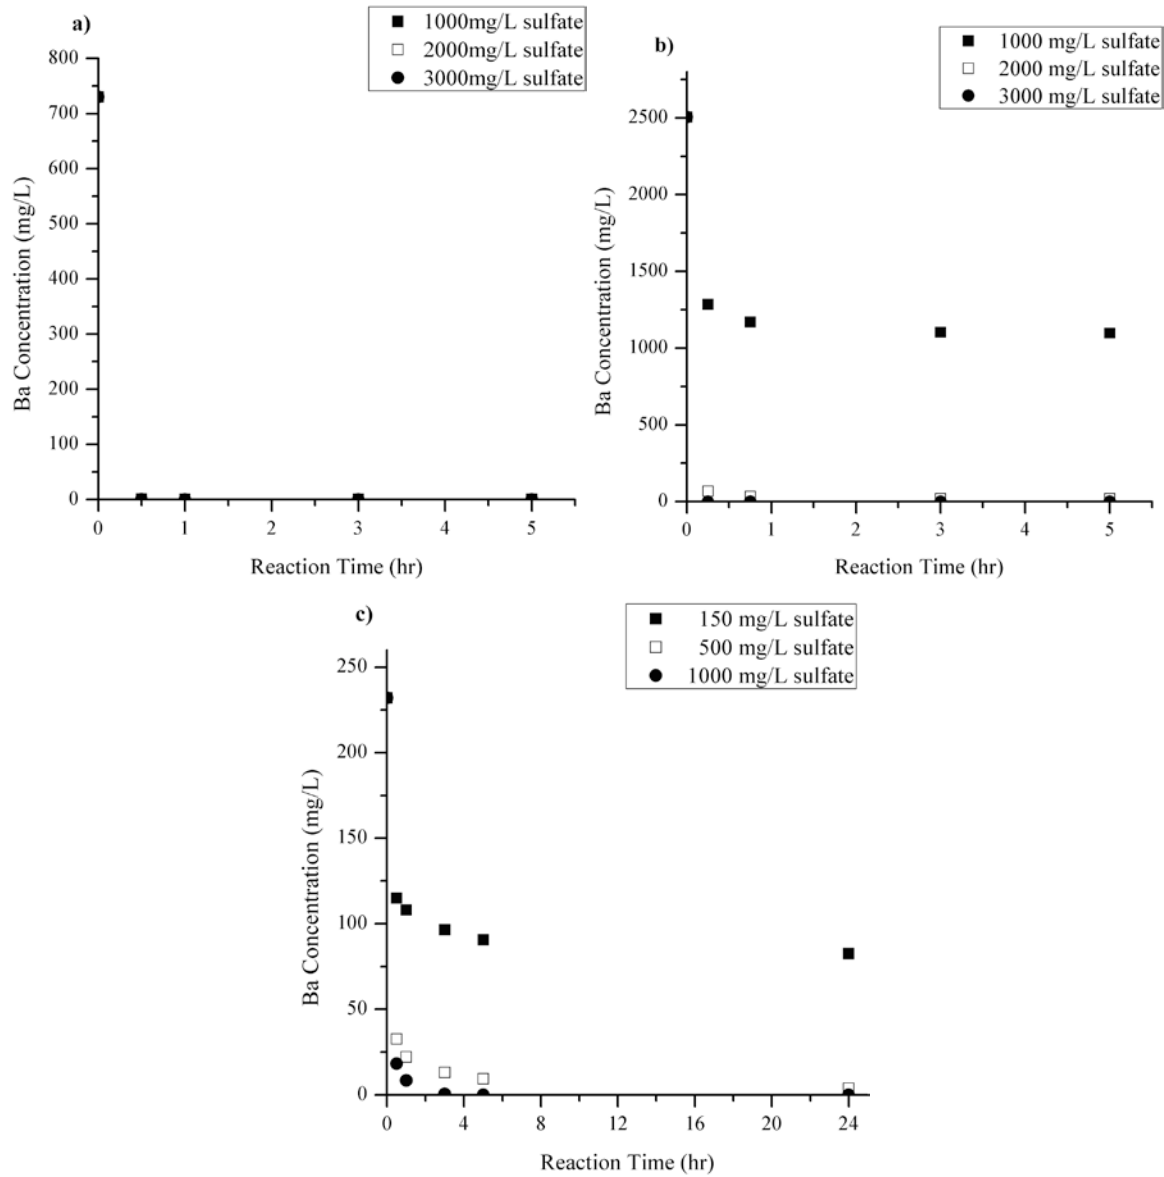 a)
1000mg/L sulfate
2000mg/L sulfate
3000mg/L sulfate
800
700
600
500
400
300
200
100
0
Ba Concentration (mg/L)
0 1 2 3 4 5
Reaction Time (hr)
b)
1000 mg/L sulfate
2000 mg/L sulfate
3000 mg/L sulfate
2500
2000
1500
1000
500
0
Ba Concentration (mg/L)
0 1 2 3 4 5
Reaction Time (hr)
c)
150 mg/L sulfate
500 mg/L sulfate
1000 mg/L sulfate
250
200
150
100
50
0
Ba Concentration (mg/L)
0 4 8 12 16 20 24
Reaction Time (hr)